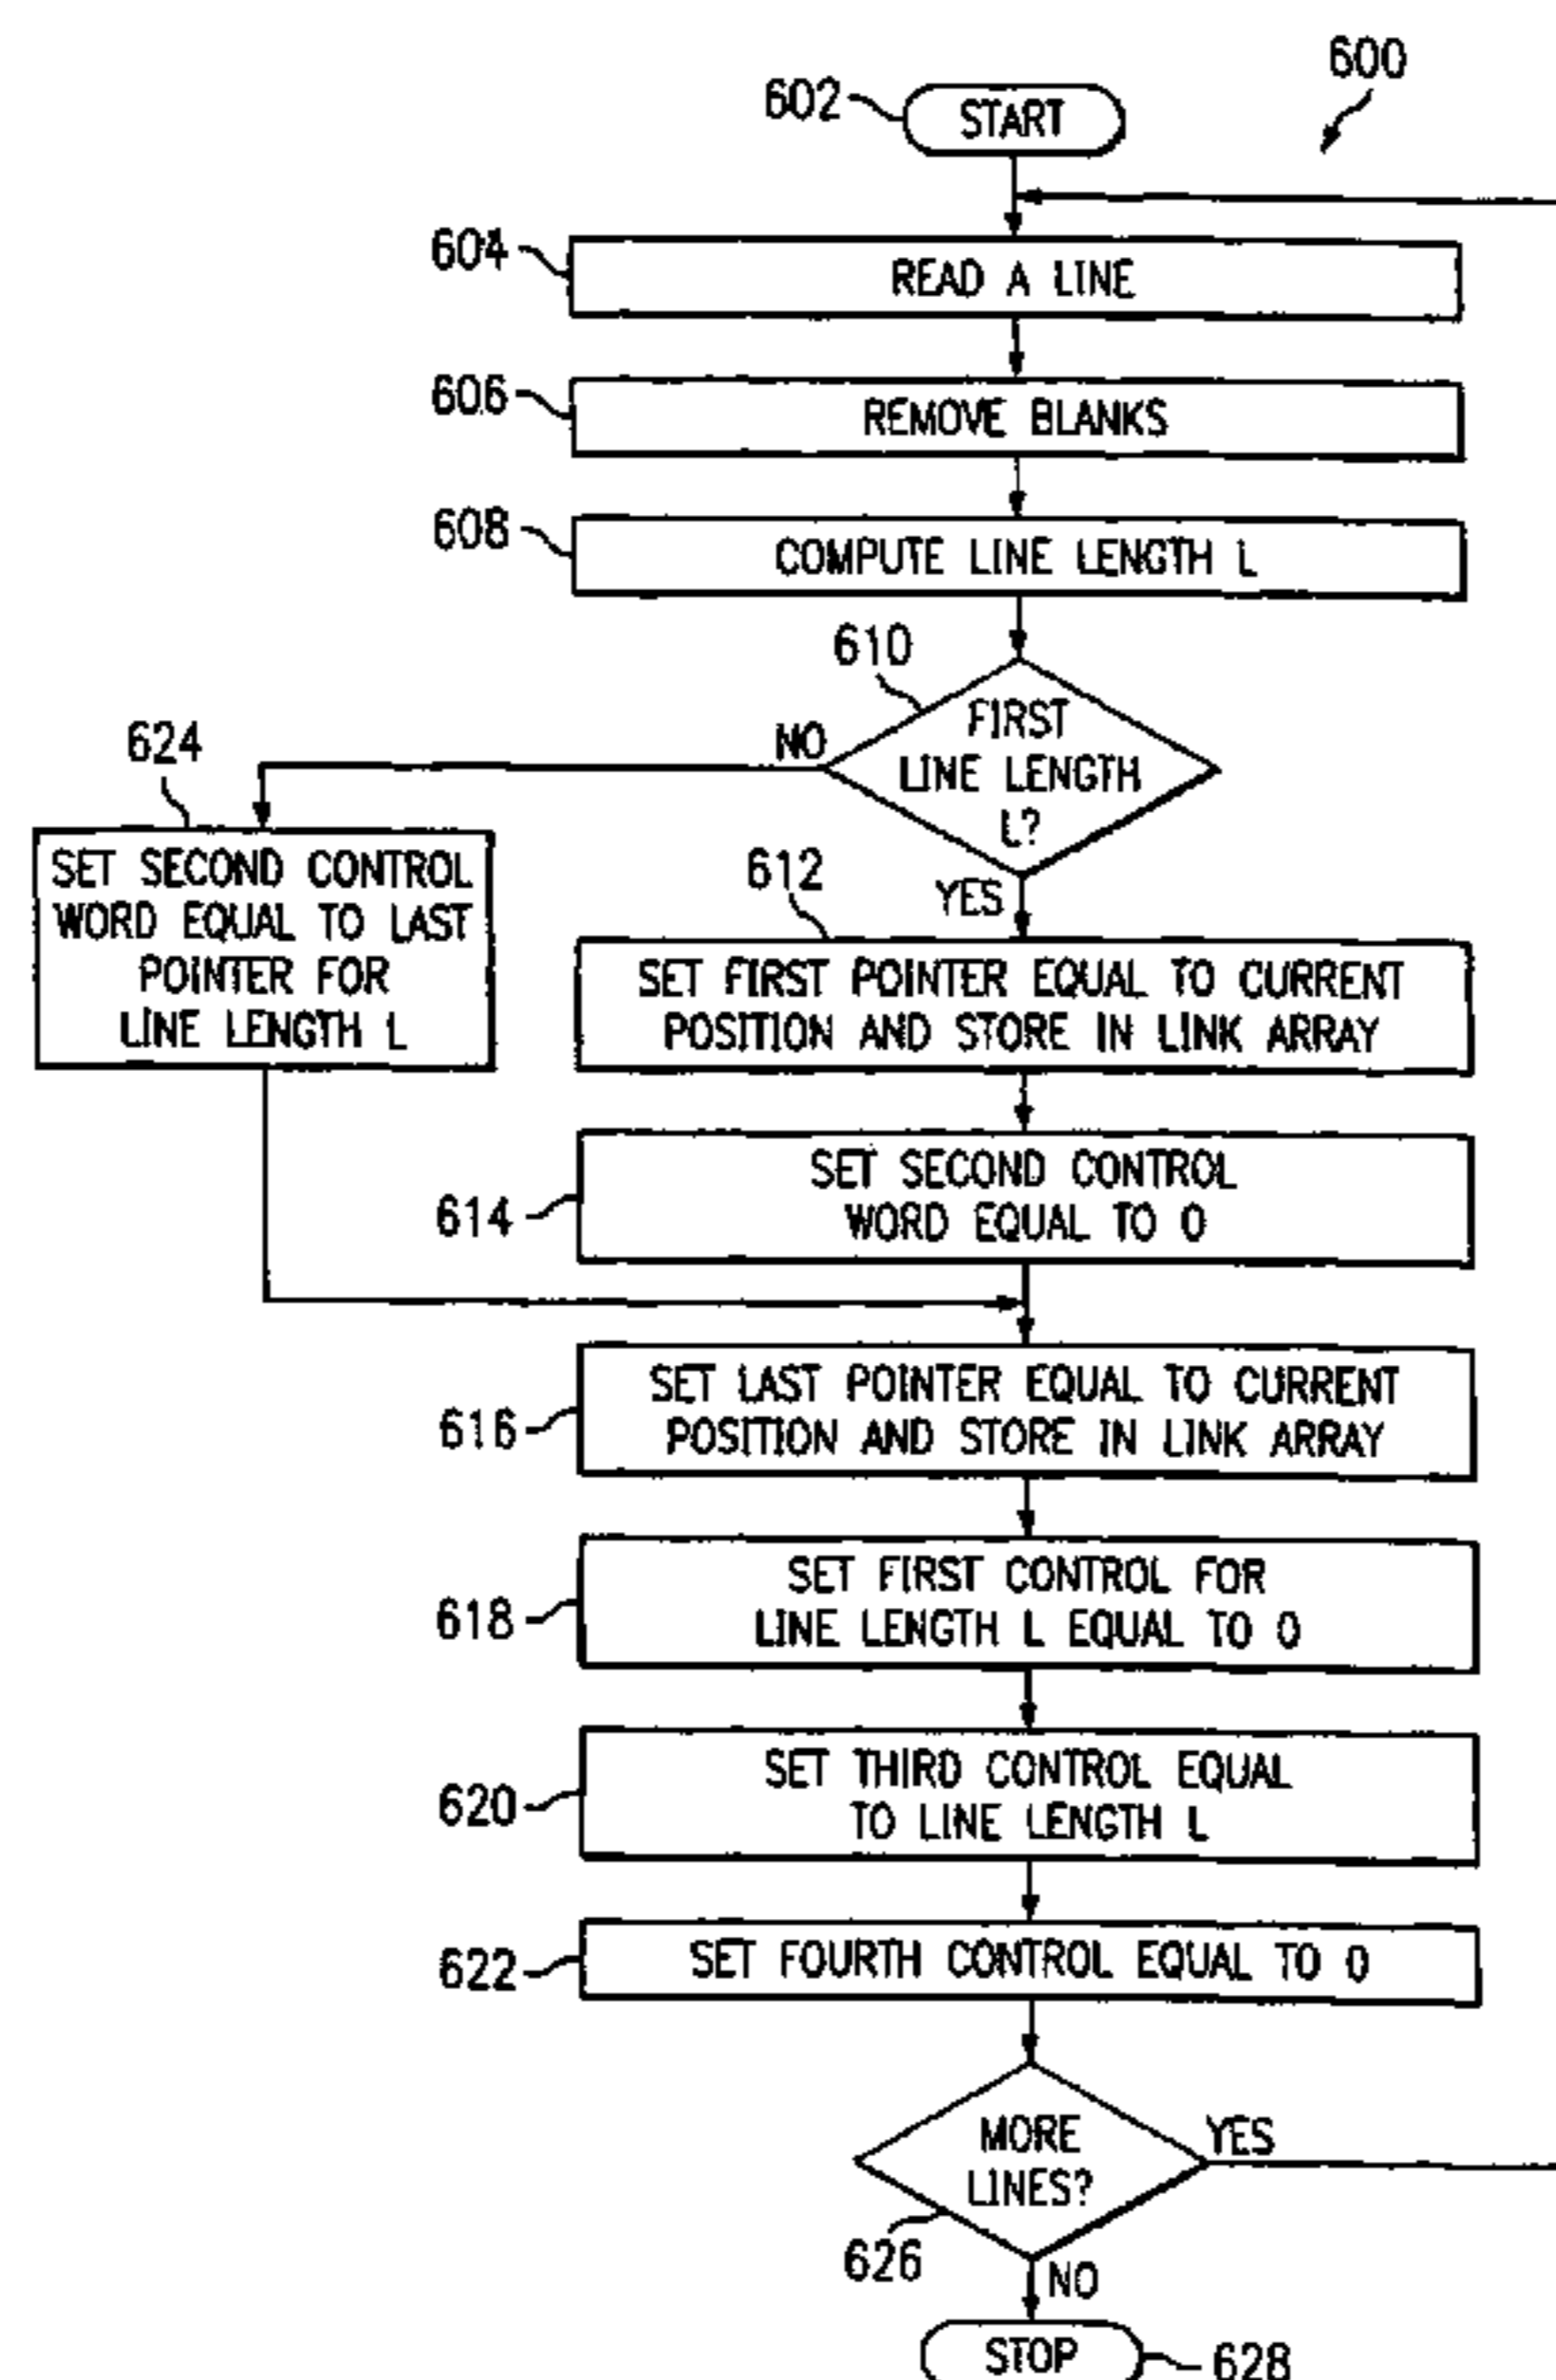 600
602
START
604
READ A LINE
606
REMOVE BLANKS
608
COMPUTE LINE LENGTH L
610
FIRST
LINE LENGTH
L?
NO
YES
624
SET SECOND CONTROL
WORD EQUAL TO LAST
POINTER FOR
LINE LENGTH L
612
SET FIRST POINTER EQUAL TO CURRENT
POSITION AND STORE IN LINK ARRAY
614
SET SECOND CONTROL
WORD EQUAL TO 0
616
SET LAST POINTER EQUAL TO CURRENT
POSITION AND STORE IN LINK ARRAY
618
SET FIRST CONTROL FOR
LINE LENGTH L EQUAL TO 0
620
SET THIRD CONTROL EQUAL
TO LINE LENGTH L
622
SET FOURTH CONTROL EQUAL TO 0
MORE
LINES?
YES
626
NO
STOP
628